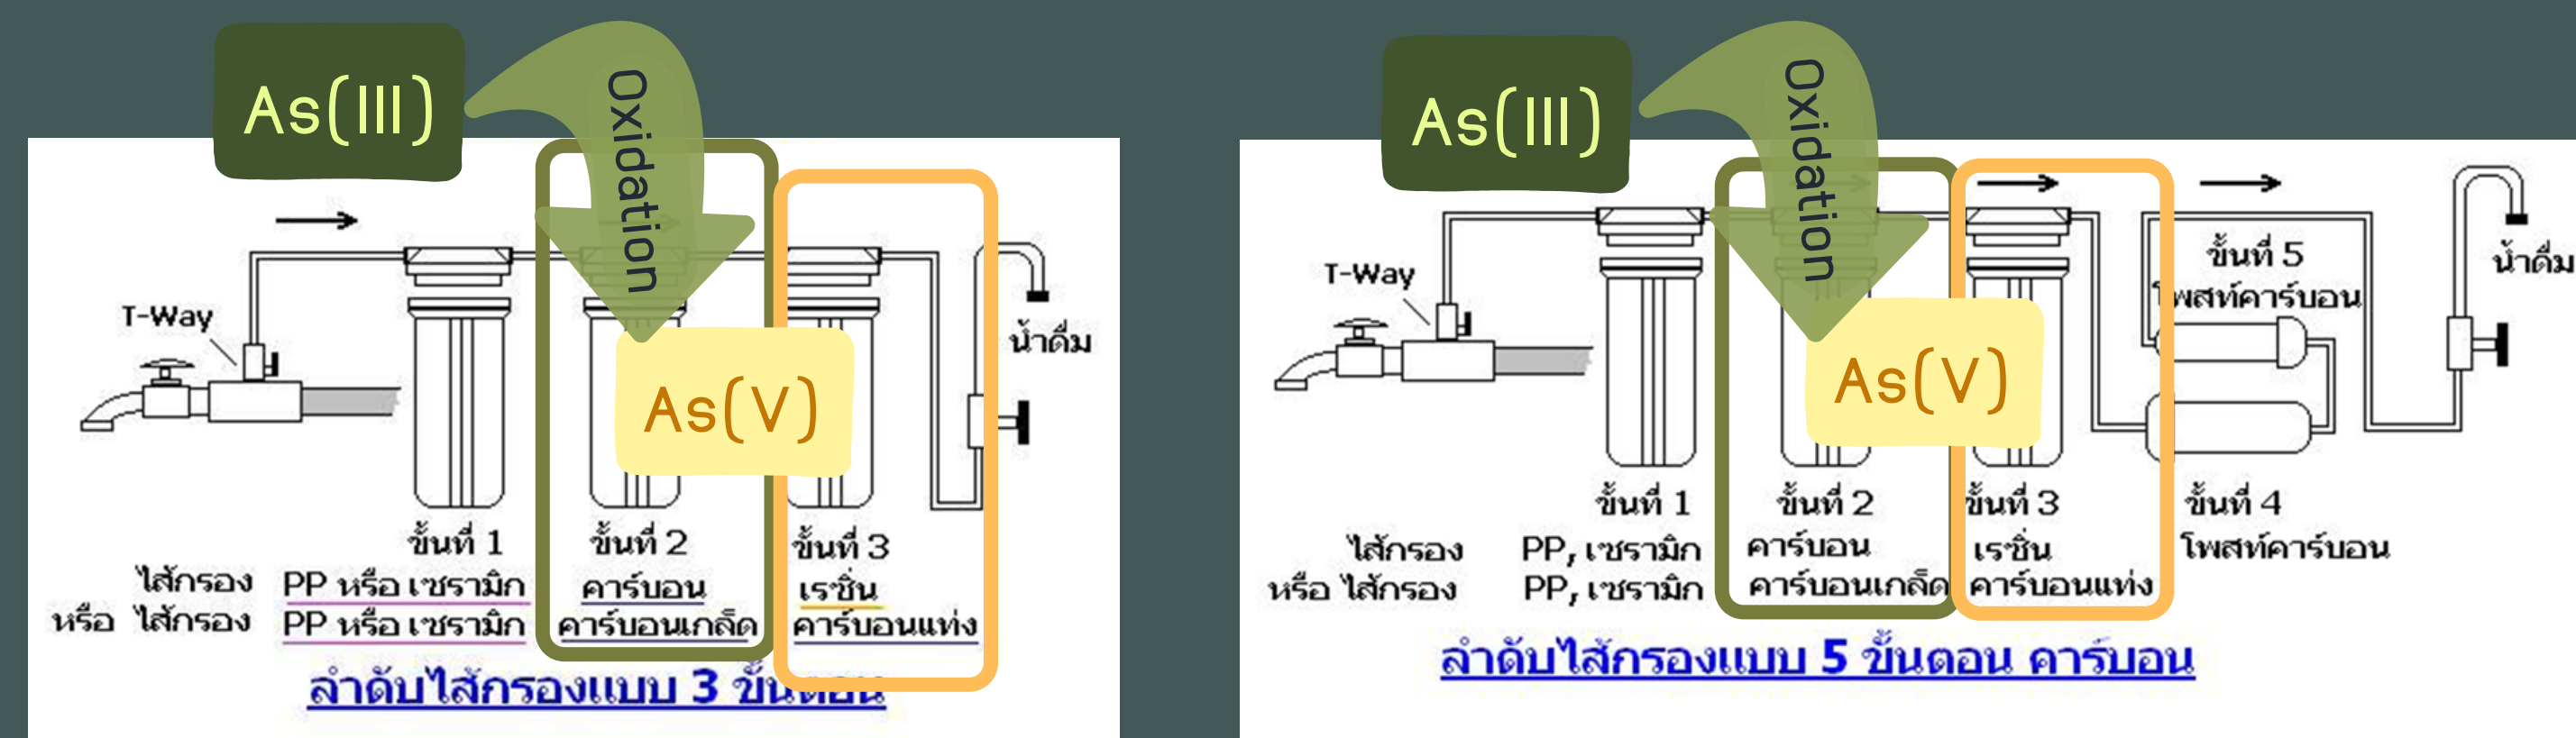 As(III)
Oxidation
As(V)
T-Way
น้ำดื่ม
ขั้นที่ 1
ขั้นที่ 2
ขั้นที่ 3
ไส้กรอง PP หรือ เซรามิก คาร์บอน เรซิ่น
หรือ ไส้กรอง PP หรือ เซรามิก คาร์บอนเกล็ด คาร์บอนแท่ง
ลำดับไส้กรองแบบ 3 ขั้นตอน
As(III)
Oxidation
As(V)
T-Way
ขั้นที่ 5
โพสท์คาร์บอน
น้ำดื่ม
ขั้นที่ 1
ขั้นที่ 2
ขั้นที่ 3
ขั้นที่ 4
ไส้กรอง PP, เซรามิก คาร์บอน เรซิ่น โพสท์คาร์บอน
หรือ ไส้กรอง PP, เซรามิก คาร์บอนเกล็ด คาร์บอนแท่ง
ลำดับไส้กรองแบบ 5 ขั้นตอน คาร์บอน